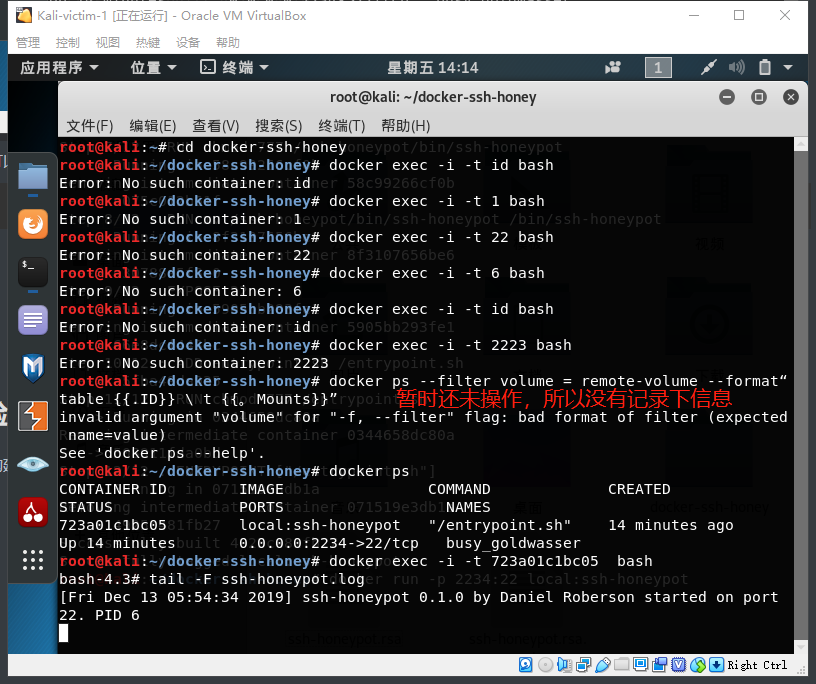 Kali-victim-1 [正在运行] - Oracle VM VirtualBox
管理 控制 视图 热键 设备 帮助
应用程序 位置 终端 星期五 14:14 1
root@kali: ~/docker-ssh-honey
文件(F) 编辑(E) 查看(V) 搜索(S) 终端(T) 帮助(H)
root@kali:~# cd docker-ssh-honey
root@kali:~/docker-ssh-honey# docker exec -i -t id bash
Error: No such container: id
root@kali:~/docker-ssh-honey# docker exec -i -t 1 bash
Error: No such container: 1
root@kali:~/docker-ssh-honey# docker exec -i -t 22 bash
Error: No such container: 22
root@kali:~/docker-ssh-honey# docker exec -i -t 6 bash
Error: No such container: 6
root@kali:~/docker-ssh-honey# docker exec -i -t id bash
Error: No such container: id
root@kali:~/docker-ssh-honey# docker exec -i -t 2223 bash
Error: No such container: 2223
root@kali:~/docker-ssh-honey# docker ps --filter volume = remote-volume --format“
table {{.ID}} \ t {{。Mounts}}”
暂时还未操作，所以没有记录下信息
invalid argument "volume" for "-f, --filter" flag: bad format of filter (expected
name=value)
See 'docker ps --help'.
root@kali:~/docker-ssh-honey# docker ps
CONTAINER ID IMAGE COMMAND CREATED
STATUS PORTS NAMES
723a01c1bc05 local:ssh-honeypot "/entrypoint.sh" 14 minutes ago
Up 14 minutes 0.0.0.0:2234->22/tcp busy_goldwasser
root@kali:~/docker-ssh-honey# docker exec -i -t 723a01c1bc05 bash
bash-4.3# tail -F ssh-honeypot.log
[Fri Dec 13 05:54:34 2019] ssh-honeypot 0.1.0 by Daniel Roberson started on port
22. PID 6
Right Ctrl